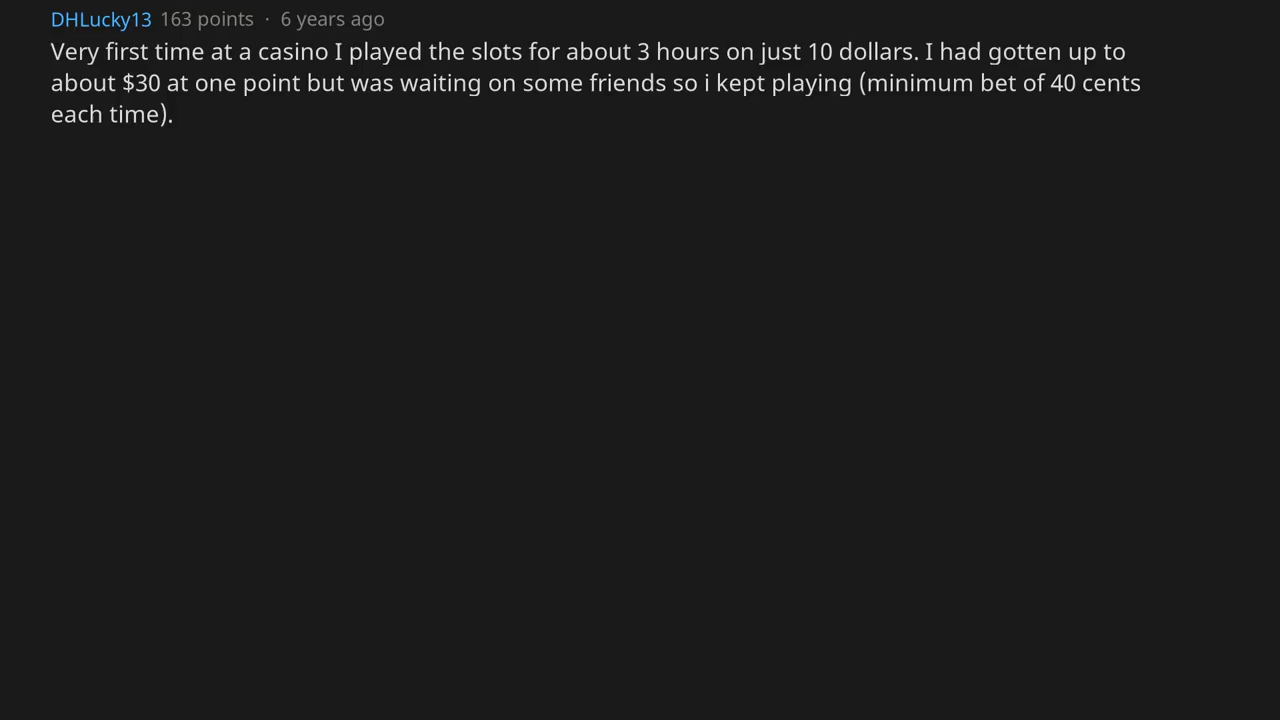 DHLucky13 163 points · 6 years ago
Very first time at a casino I played the slots for about 3 hours on just 10 dollars. I had gotten up to
about $30 at one point but was waiting on some friends so i kept playing (minimum bet of 40 cents
each time).